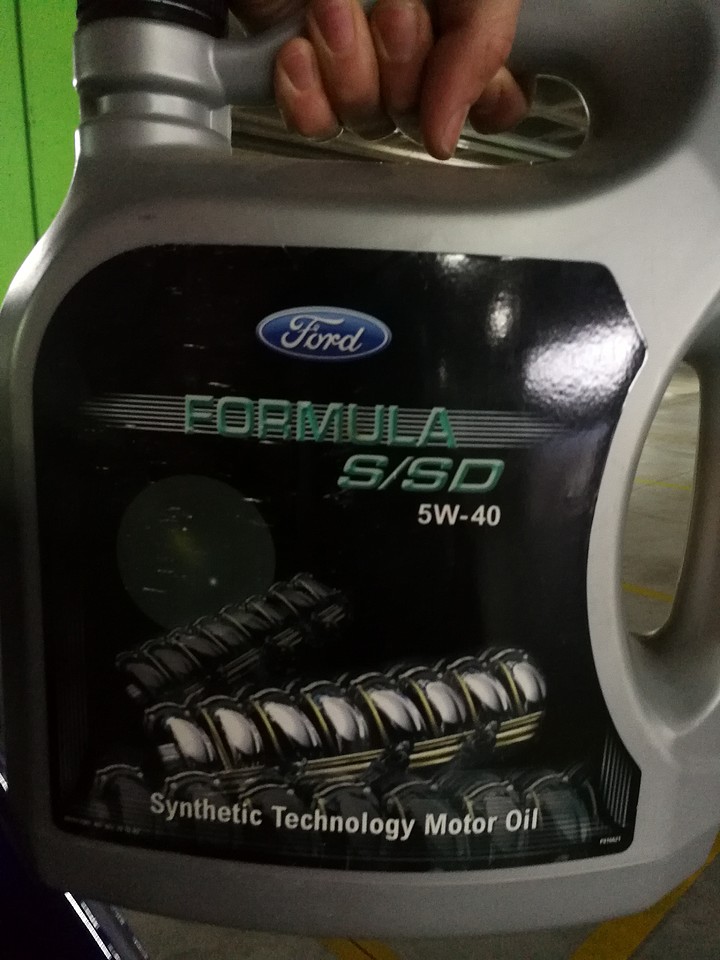 Ford
FORMULA
S/SD
5W-40
Synthetic Technology Motor Oil